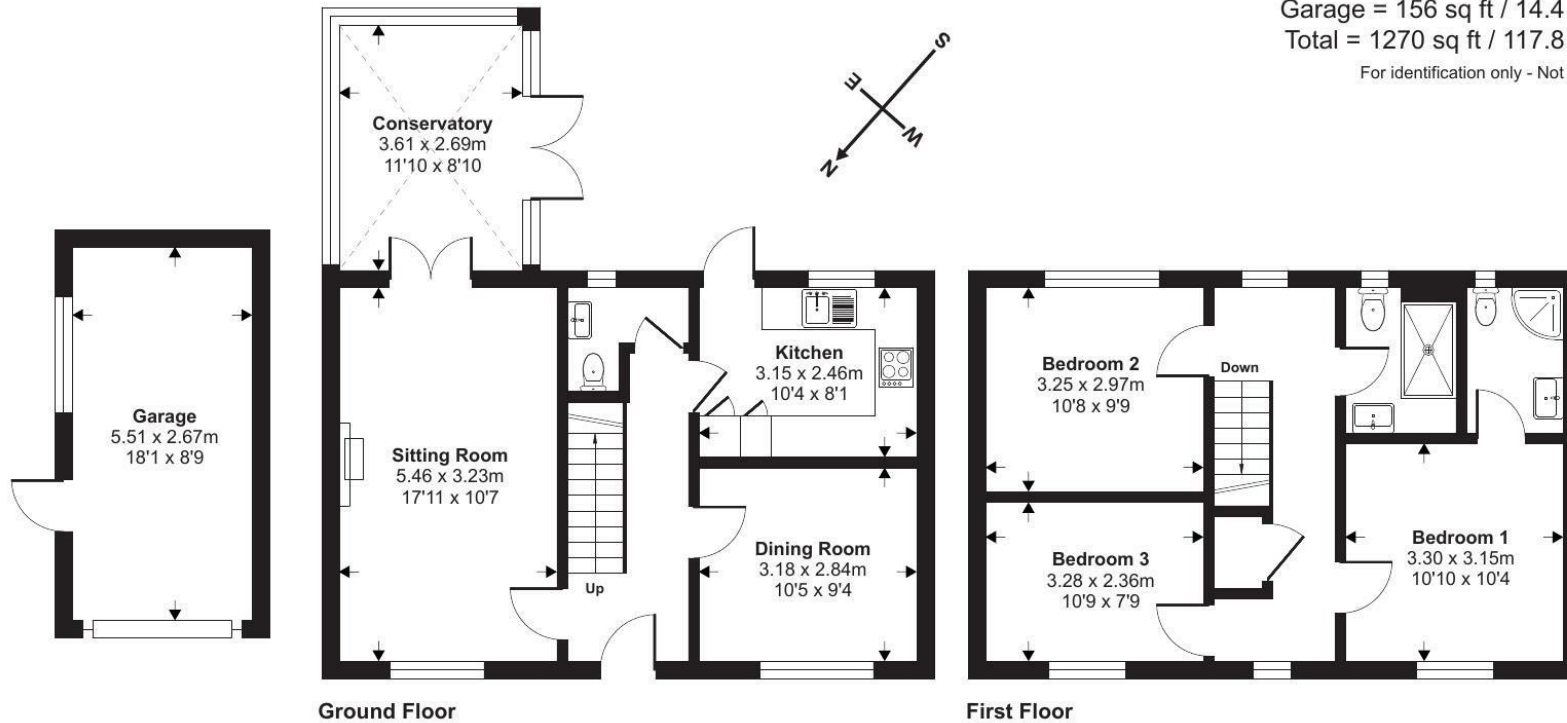 Garage = 156 sq ft / 14.4
Total = 1270 sq ft / 117.8
For identification only - Not
S
E
W
N
Conservatory
3.61 x 2.69m
11'10 x 8'10
Garage
5.51 x 2.67m
18'1 x 8'9
Sitting Room
5.46 x 3.23m
17'11 x 10'7
Kitchen
3.15 x 2.46m
10'4 x 8'1
Up
Dining Room
3.18 x 2.84m
10'5 x 9'4
Bedroom 2
3.25 x 2.97m
10'8 x 9'9
Down
Bedroom 3
3.28 x 2.36m
10'9 x 7'9
Bedroom 1
3.30 x 3.15m
10'10 x 10'4
Ground Floor
First Floor